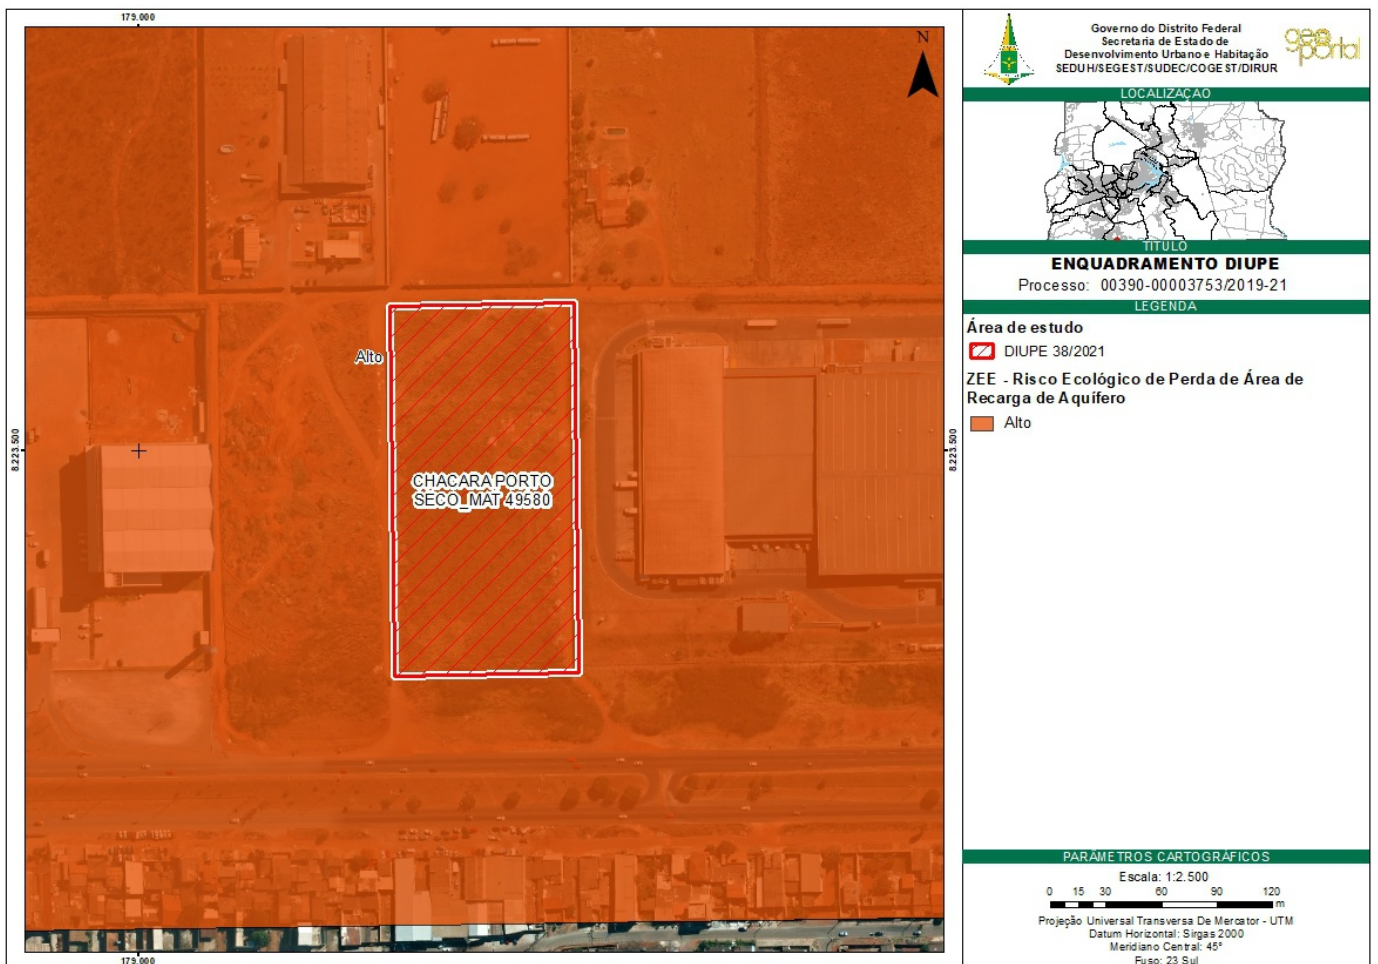 179.000
N
8.223.500
8.223.500
Alto
CHACARA PORTO
SECO_MAT 49580
179.000
Governo do Distrito Federal
Secretaria de Estado de
Desenvolvimento Urbano e Habitação
SEDUH/SEGEST/SUDEC/COGEST/DIRUR
geo
portal
LOCALIZAÇAO
TITULO
ENQUADRAMENTO DIUPE
Processo: 00390-00003753/2019-21
LEGENDA
Área de estudo
DIUPE 38/2021
ZEE - Risco Ecológico de Perda de Área de
Recarga de Aquífero
Alto
PARÂMETROS CARTOGRÁFICOS
Escala: 1:2.500
0 15 30 60 90 120
m
Projeção Universal Transversa De Mercator - UTM
Datum Horizontal: Sirgas 2000
Meridiano Central: 45°
Fuso: 23 Sul